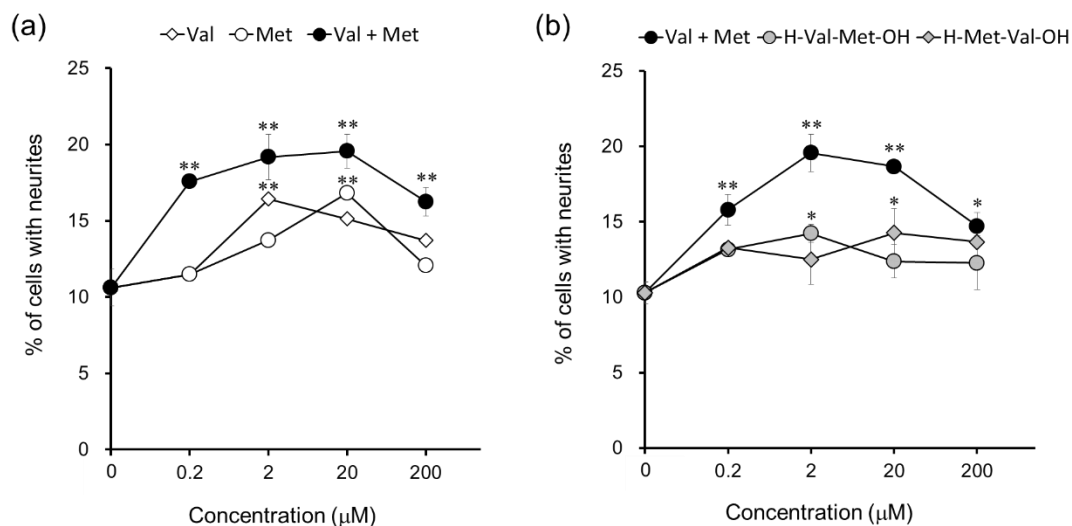 (a)
Val Met Val + Met
% of cells with neurites
25
20
15
10
5
0
** ** ** ** ** **
0 0.2 2 20 200
Concentration (μM)
(b)
Val + Met H-Val-Met-OH H-Met-Val-OH
% of cells with neurites
25
20
15
10
5
0
** ** ** * * *
0 0.2 2 20 200
Concentration (μM)